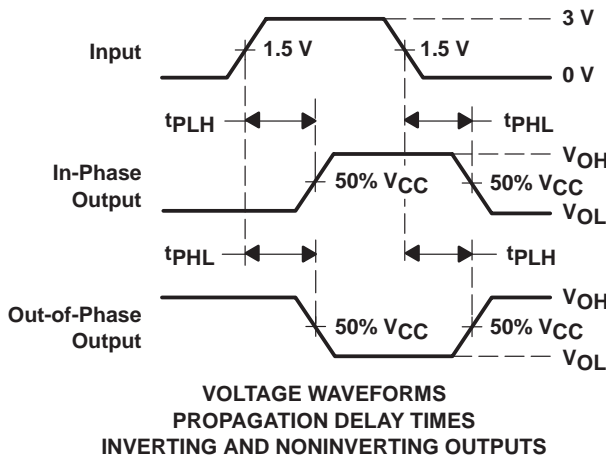 3 V
Input
1.5 V
1.5 V
0 V
tPLH
tPHL
In-Phase
Output
VOH
50% VCC
50% VCC
VOL
tPHL
tPLH
Out-of-Phase
Output
VOH
50% VCC
50% VCC
VOL
VOLTAGE WAVEFORMS
PROPAGATION DELAY TIMES
INVERTING AND NONINVERTING OUTPUTS